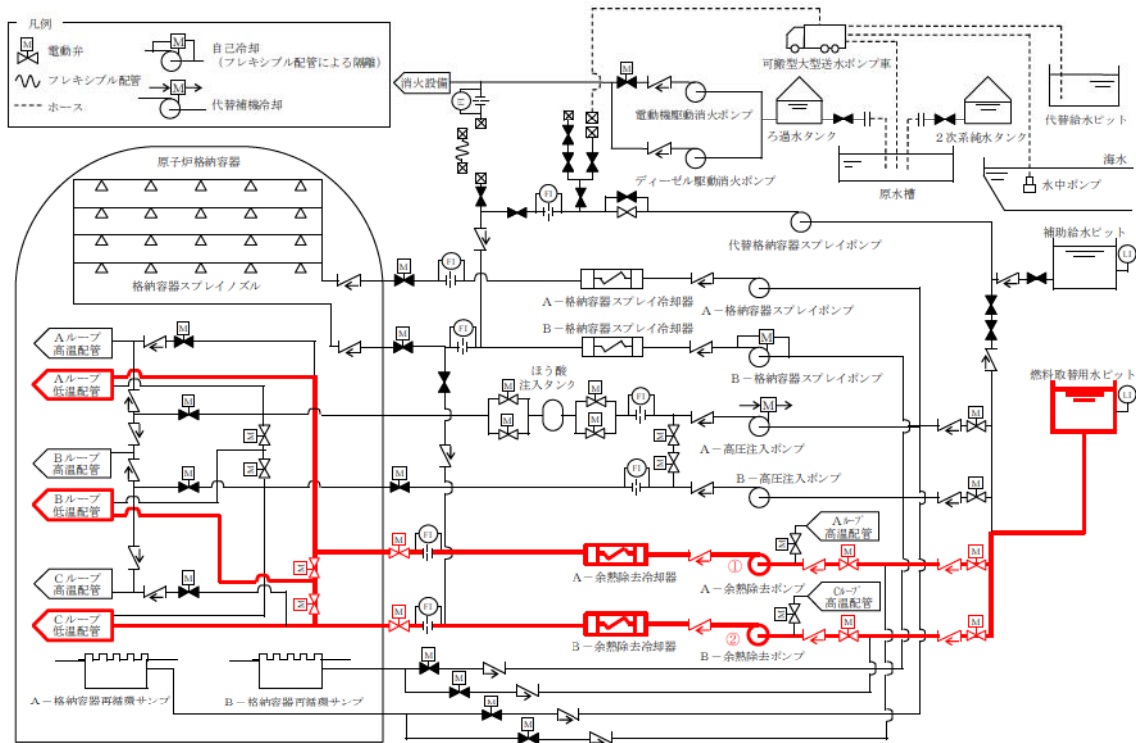 凡例
M
電動弁
フレキシブル配管
ホース
M
自己冷却
(フレキシブル配管による隔離)
M
代替補機冷却
消火設備
FI
M
電動機駆動消火ポンプ
ディーゼル駆動消火ポンプ
可搬型大型送水ポンプ車
ろ過水タンク
2次系純水タンク
原水槽
代替給水ピット
海水
水中ポンプ
補助給水ピット
LI
原子炉格納容器
格納容器スプレイノズル
FI
代替格納容器スプレイポンプ
M
FI
A-格納容器スプレイ冷却器
A-格納容器スプレイポンプ
B-格納容器スプレイ冷却器
M
FI
M
B-格納容器スプレイポンプ
燃料取替用水ピット
LI
Aループ
高温配管
M
Aループ
低温配管
ほう酸
注入タンク
M
M
M
M
M
FI
M
A-高圧注入ポンプ
M
M
M
M
M
Bループ
高温配管
M
M
FI
B-高圧注入ポンプ
M
Bループ
低温配管
M
FI
A-余熱除去冷却器
①
A-余熱除去ポンプ
Aループ
高温配管
M
M
M
M
M
Cループ
高温配管
M
Cループ
低温配管
M
FI
B-余熱除去冷却器
②
B-余熱除去ポンプ
Cループ
高温配管
M
M
M
A-格納容器再循環サンプ
B-格納容器再循環サンプ
M
M
M
M